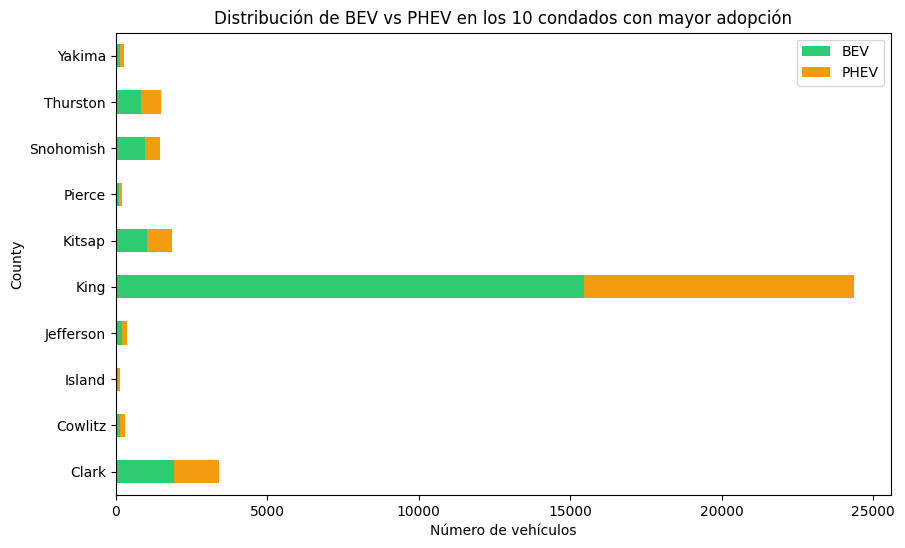 Distribución de BEV vs PHEV en los 10 condados con mayor adopción
BEV
PHEV
County
Yakima
Thurston
Snohomish
Pierce
Kitsap
King
Jefferson
Island
Cowlitz
Clark
0 5000 10000 15000 20000 25000
Número de vehículos